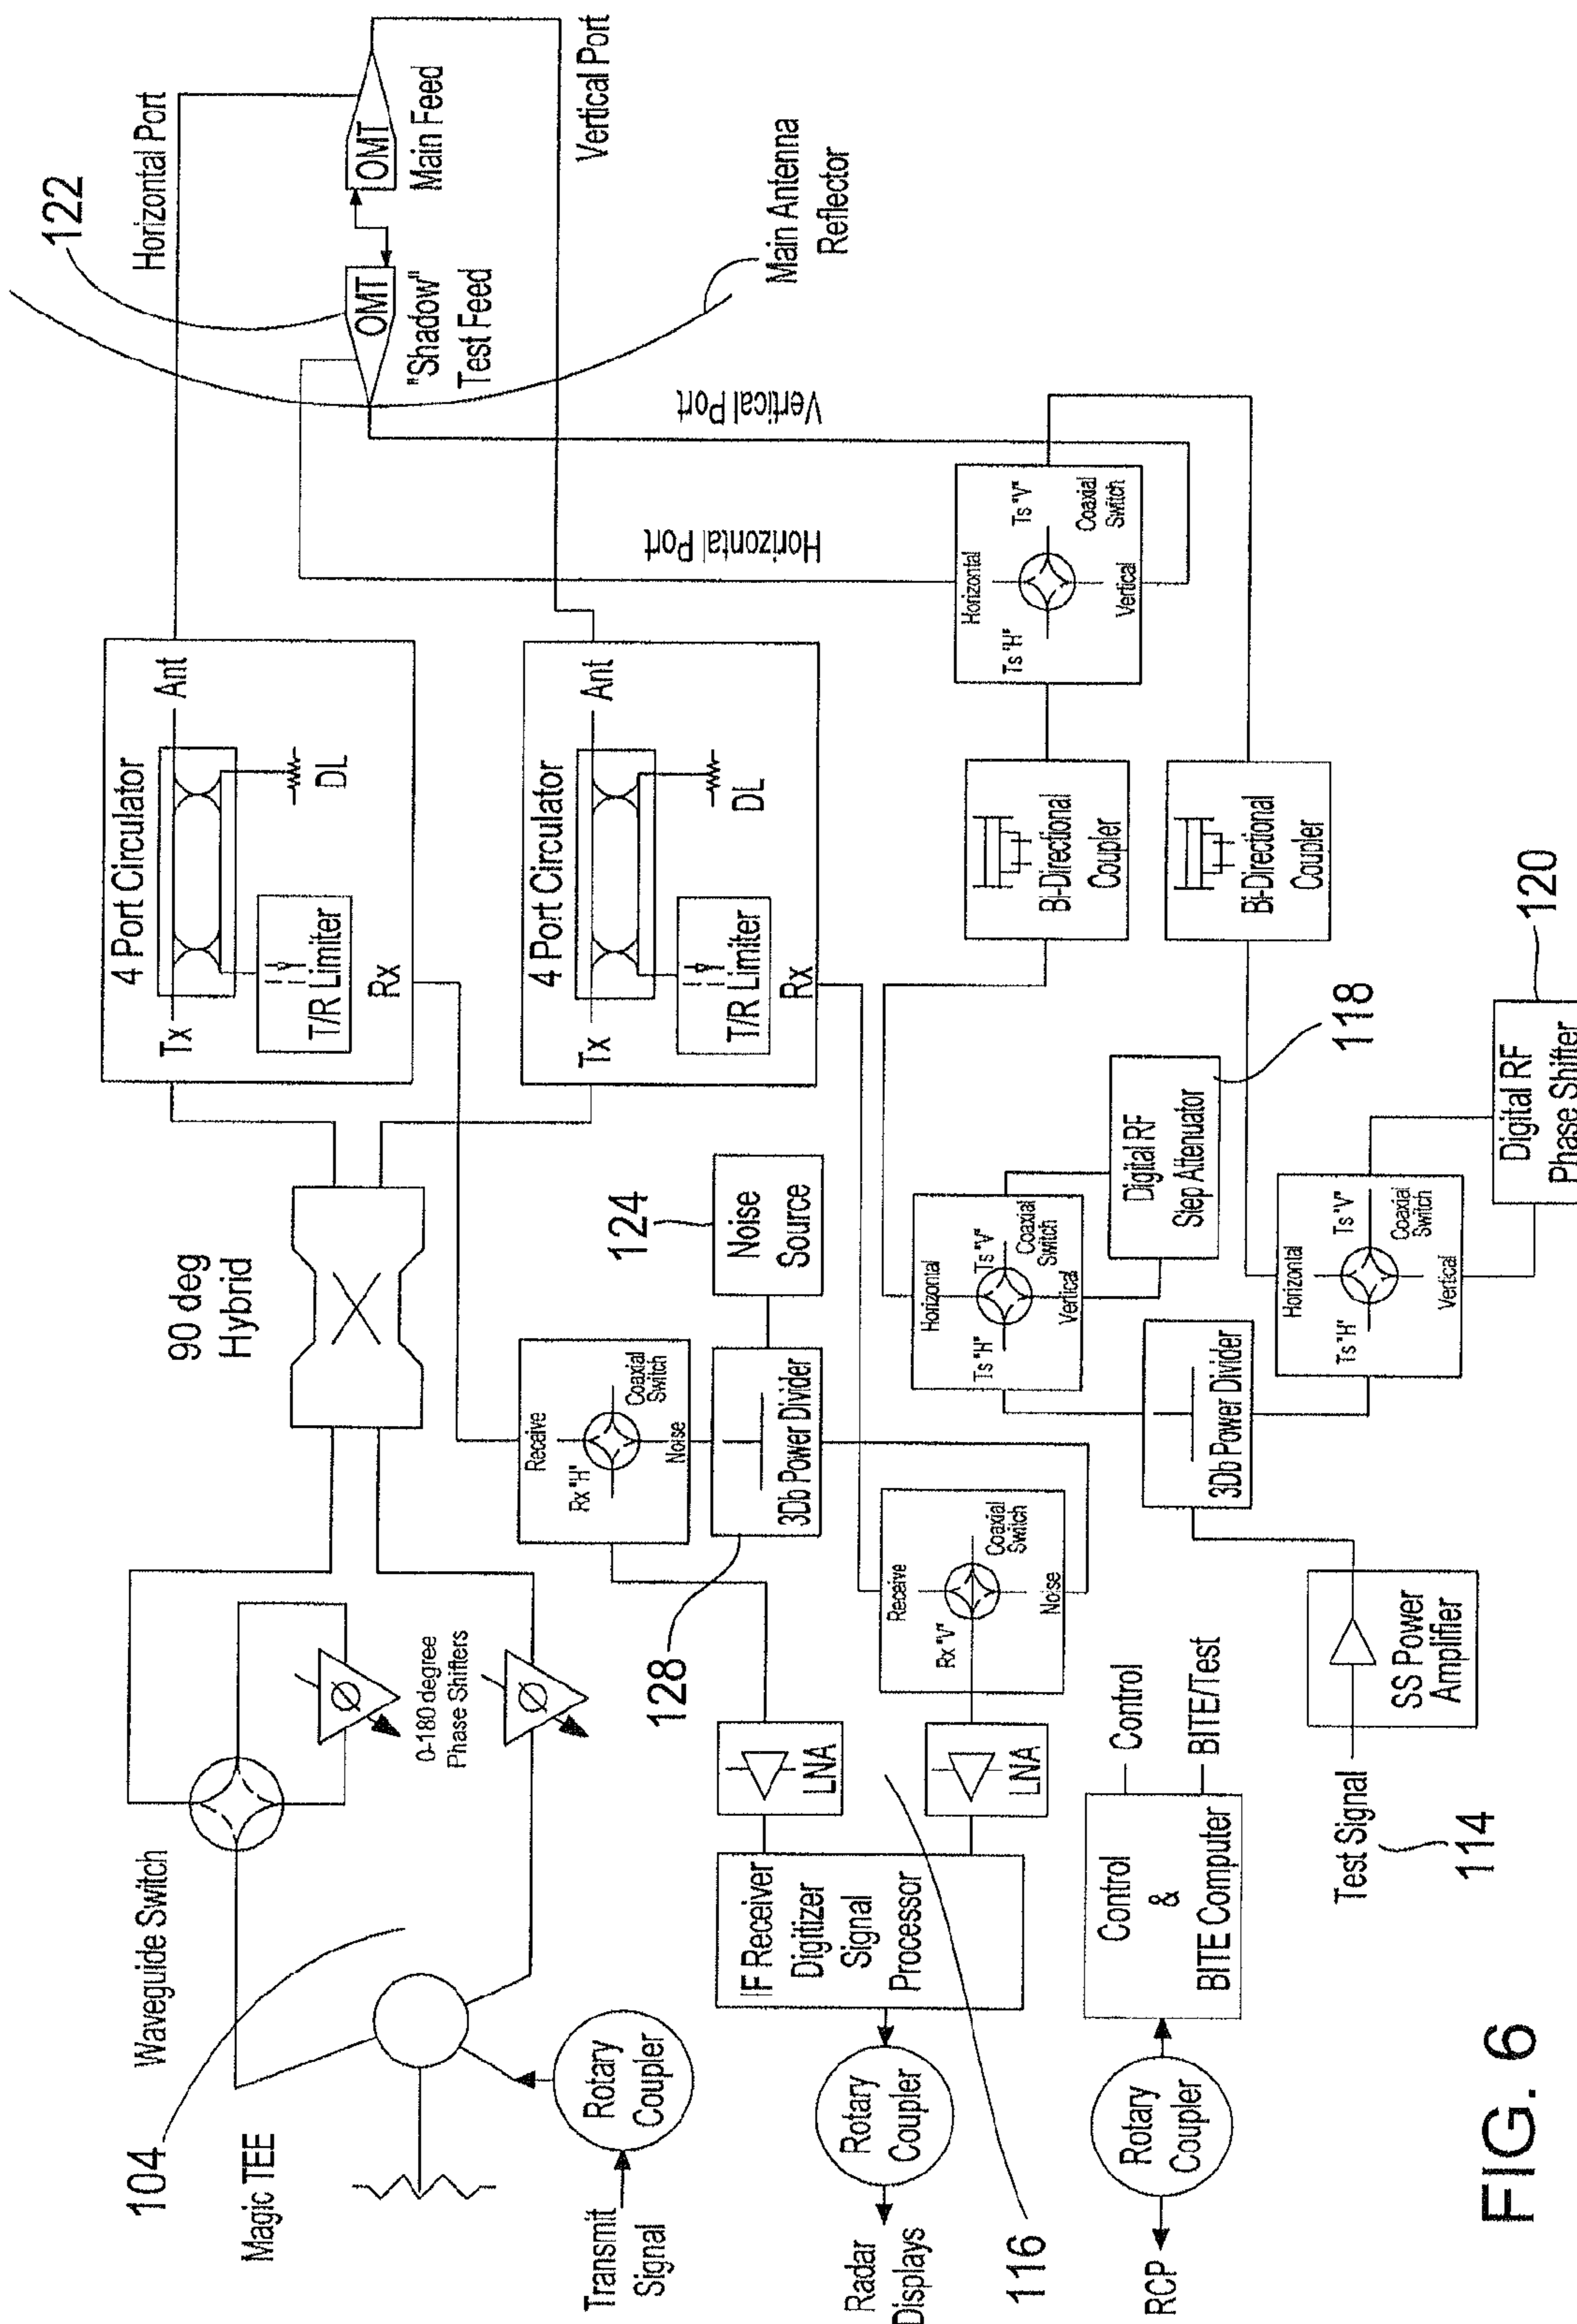 104
Magic TEE
Waveguide Switch
0-180 degree
Phase Shifters
90 deg
Hybrid
4 Port Circulator
Tx
Ant
T/R Limiter
DL
Rx
Horizontal Port
122
OMT
Main Feed
OMT
"Shadow"
Test Feed
Vertical Port
Main Antenna
Reflector
Transmit
Signal
Rotary
Coupler
4 Port Circulator
Tx
Ant
T/R Limiter
DL
Rx
Receive
Rx "H"
Coaxial
Switch
Noise
124
Noise
Source
128
3Db Power Divider
Horizontal Port
Vertical Port
Radar
Displays
Rotary
Coupler
IF Receiver
Digitizer
Signal
Processor
LNA
LNA
116
Receive
Rx "V"
Coaxial
Switch
Noise
Horizontal
Ts "H"
Ts "V"
Coaxial
Switch
Vertical
Digital RF
Step Attenuator
118
Bi-Directional
Coupler
Horizontal
Ts "H"
Ts "V"
Coaxial
Switch
Vertical
RCP
Rotary
Coupler
Control
&
BITE Computer
Control
BITE/Test
3Db Power Divider
Bi-Directional
Coupler
Test Signal
114
SS Power
Amplifier
Horizontal
Ts "H"
Ts "V"
Coaxial
Switch
Vertical
Digital RF
Phase Shifter
120
FIG. 6